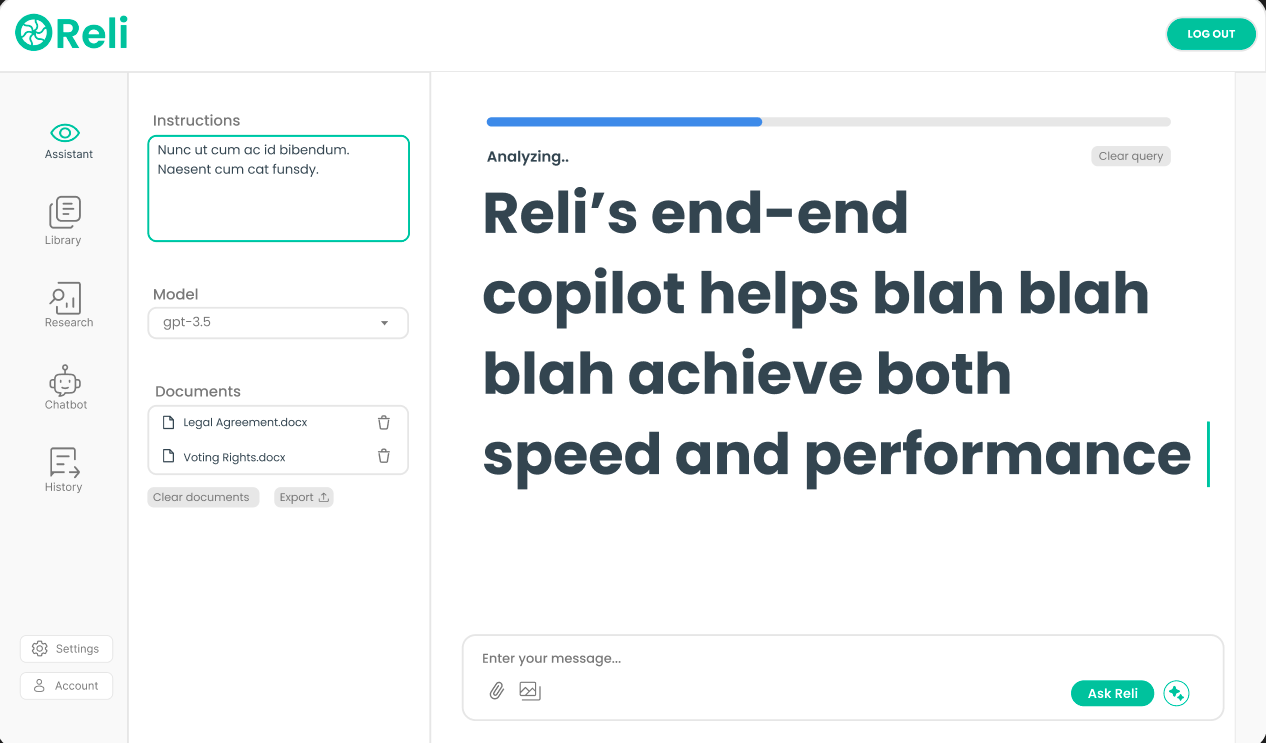 Reli
LOG OUT
Assistant
Library
Research
Chatbot
History
Settings
Account
Instructions
Nunc ut cum ac id bibendum.
Naesent cum cat funsdy.
Model
gpt-3.5
Documents
Legal Agreement.docx
Voting Rights.docx
Clear documents
Export
Analyzing..
Clear query
Reli’s end-end
copilot helps blah blah
blah achieve both
speed and performance
Enter your message...
Ask Reli